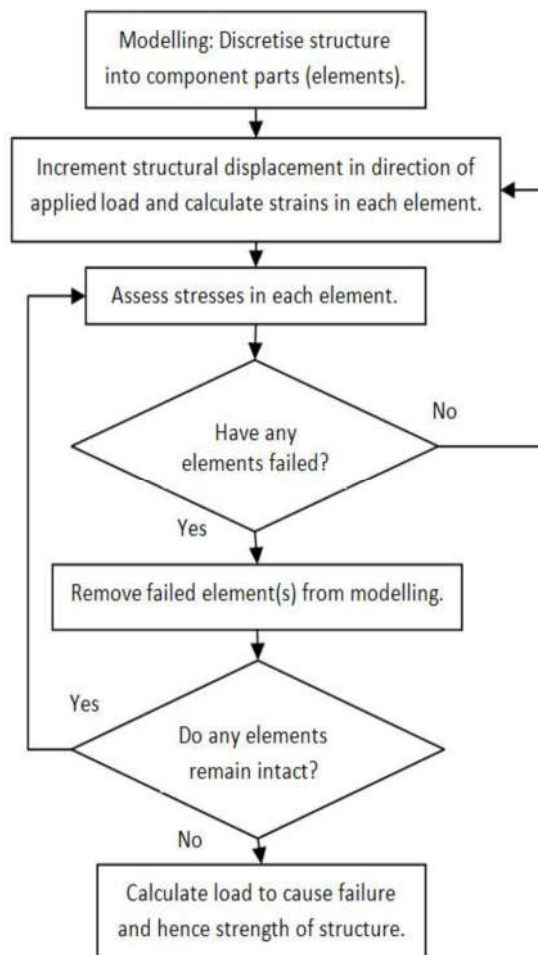 Modelling: Discretise structure
into component parts (elements).
Increment structural displacement in direction of
applied load and calculate strains in each element.
Assess stresses in each element.
No
Have any
elements failed?
Yes
Remove failed element(s) from modelling.
Yes
Do any elements
remain intact?
No
Calculate load to cause failure
and hence strength of structure.